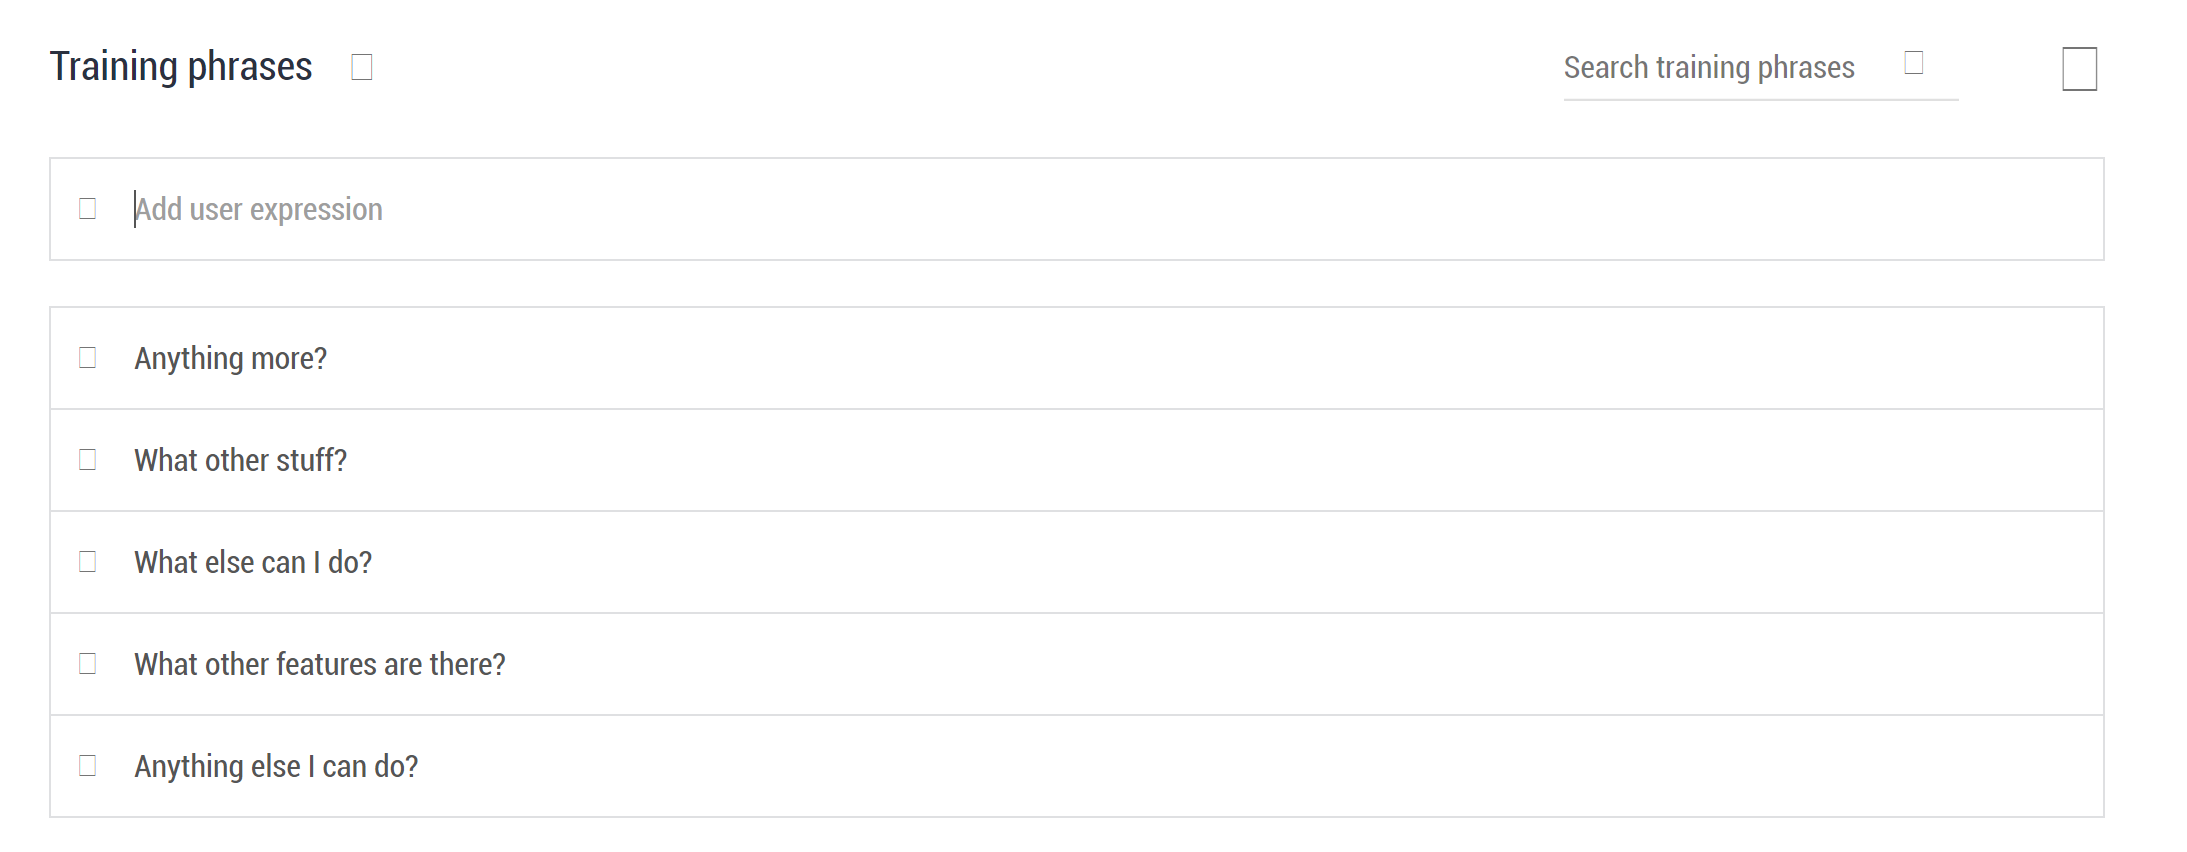 Training phrases
Search training phrases
Add user expression
Anything more?
What other stuff?
What else can I do?
What other features are there?
Anything else I can do?